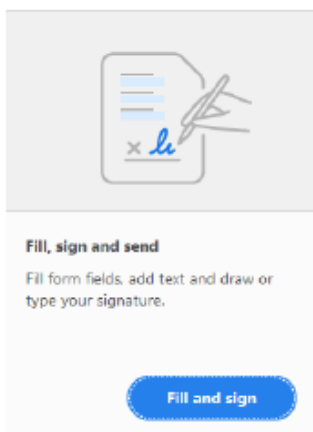 Fill, sign and send
Fill form fields, add text and draw or
type your signature.
Fill and sign